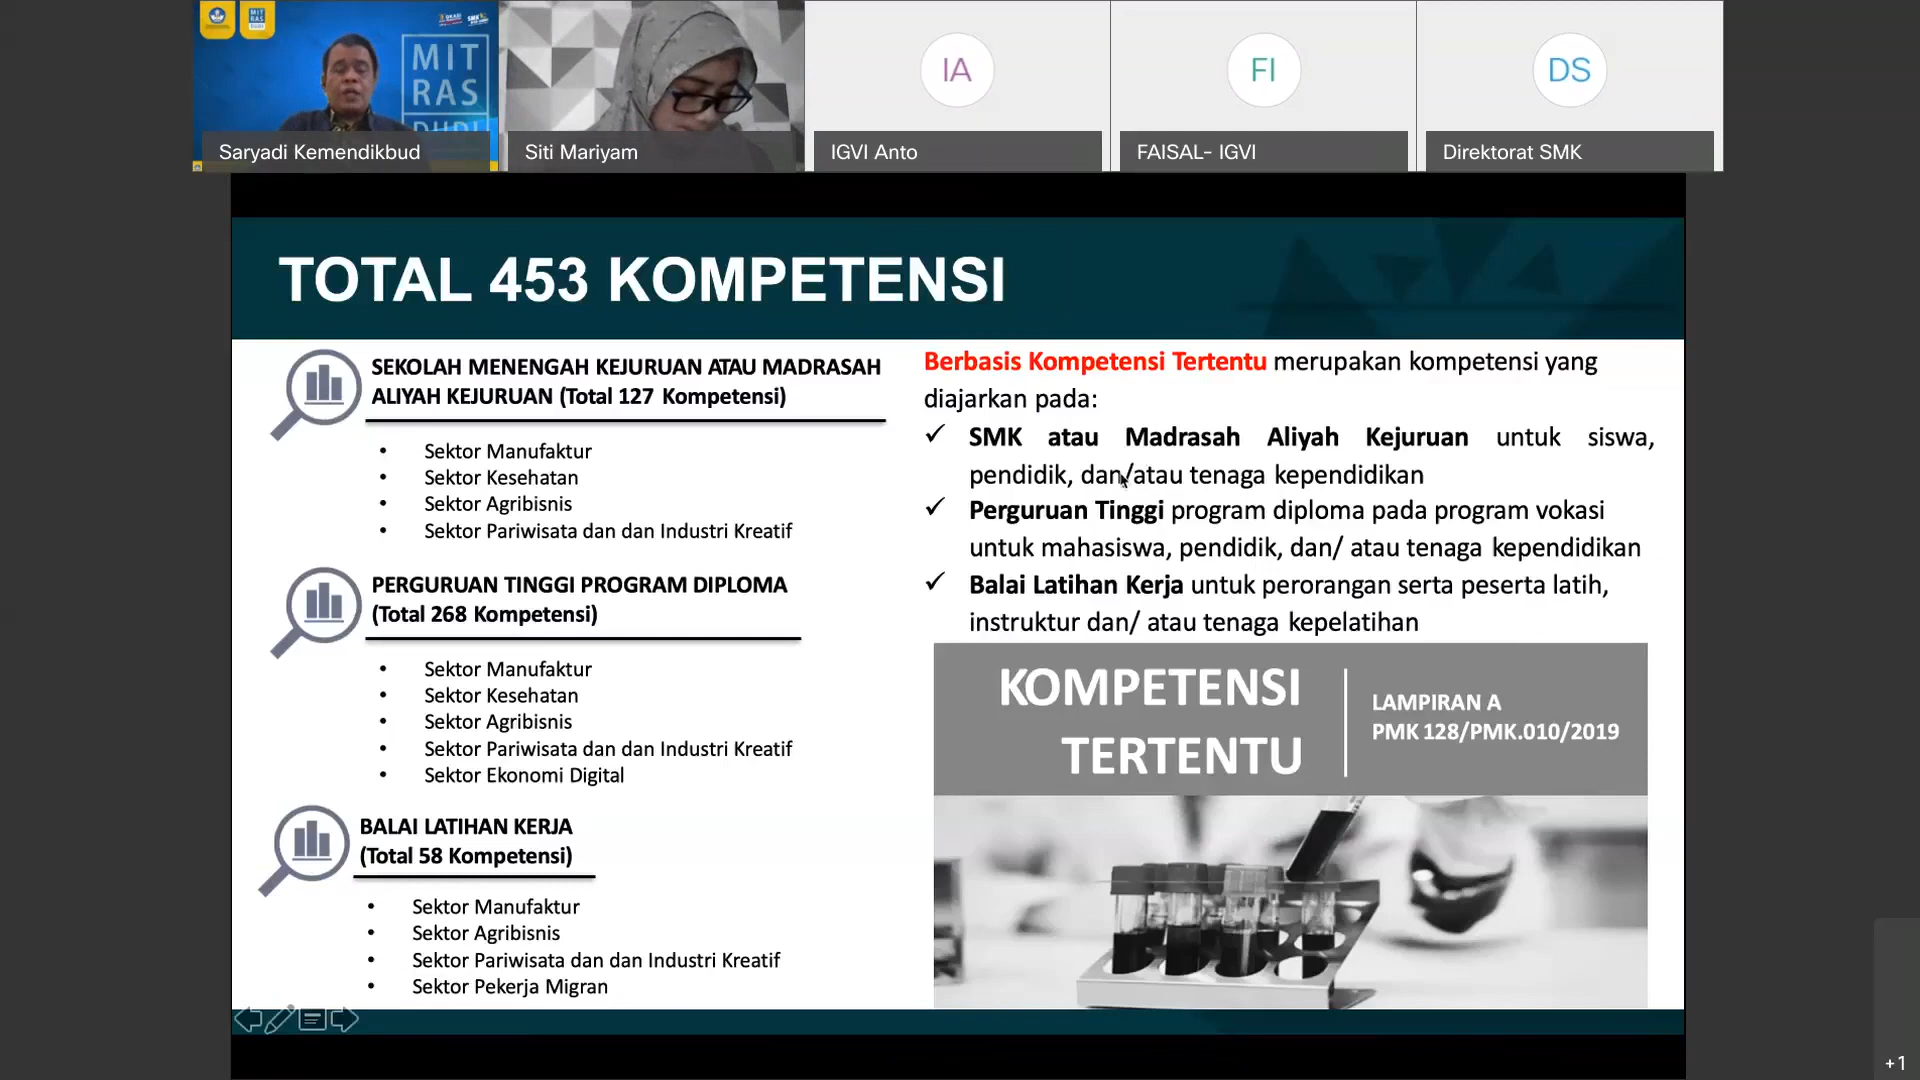 MIT
RAS
DUDI
MIT
RAS
Saryadi Kemendikbud
Siti Mariyam
IA
IGVI Anto
FI
FAISAL- IGVI
DS
Direktorat SMK
TOTAL 453 KOMPETENSI
SEKOLAH MENENGAH KEJURUAN ATAU MADRASAH
ALIYAH KEJURUAN (Total 127 Kompetensi)
• Sektor Manufaktur
• Sektor Kesehatan
• Sektor Agribisnis
• Sektor Pariwisata dan dan Industri Kreatif
PERGURUAN TINGGI PROGRAM DIPLOMA
(Total 268 Kompetensi)
• Sektor Manufaktur
• Sektor Kesehatan
• Sektor Agribisnis
• Sektor Pariwisata dan dan Industri Kreatif
• Sektor Ekonomi Digital
BALAI LATIHAN KERJA
(Total 58 Kompetensi)
• Sektor Manufaktur
• Sektor Agribisnis
• Sektor Pariwisata dan dan Industri Kreatif
• Sektor Pekerja Migran
Berbasis Kompetensi Tertentu merupakan kompetensi yang
diajarkan pada:
✓ SMK atau Madrasah Aliyah Kejuruan untuk siswa,
pendidik, dan/atau tenaga kependidikan
✓ Perguruan Tinggi program diploma pada program vokasi
untuk mahasiswa, pendidik, dan/ atau tenaga kependidikan
✓ Balai Latihan Kerja untuk perorangan serta peserta latih,
instruktur dan/ atau tenaga kepelatihan
KOMPETENSI
TERTENTU
LAMPIRAN A
PMK 128/PMK.010/2019
+1